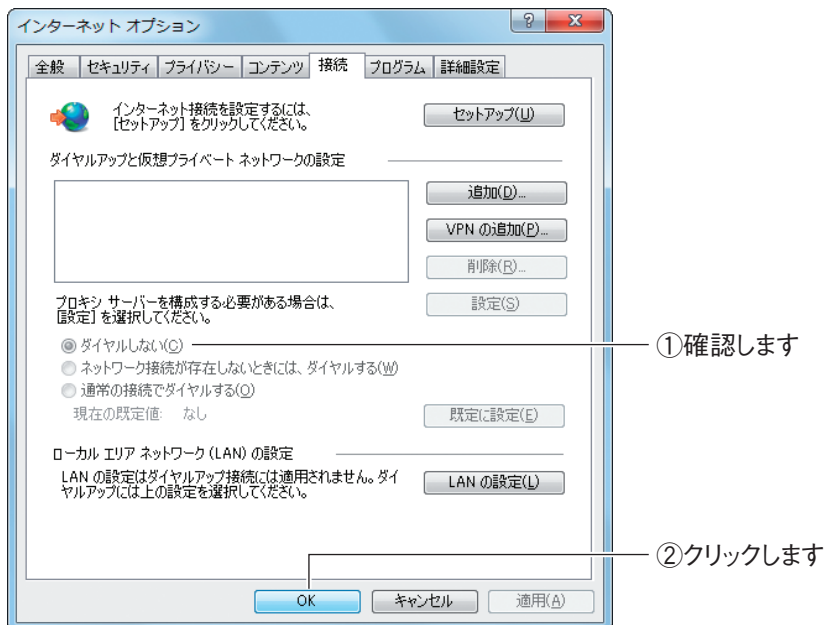 インターネット オプション
全般 セキュリティ プライバシー コンテンツ 接続 プログラム 詳細設定
インターネット接続を設定するには、
[セットアップ] をクリックしてください。
セットアップ(U)
ダイヤルアップと仮想プライベート ネットワークの設定
追加(D)...
VPN の追加(P)...
削除(R)...
プロキシ サーバーを構成する必要がある場合は、
[設定] を選択してください。
設定(S)
ダイヤルしない(C)
①確認します
ネットワーク接続が存在しないときには、ダイヤルする(W)
通常の接続でダイヤルする(O)
現在の既定値: なし
既定に設定(E)
ローカル エリア ネットワーク (LAN) の設定
LAN の設定はダイヤルアップ接続には適用されません。ダイ
ヤルアップには上の設定を選択してください。
LAN の設定(L)
②クリックします
OK キャンセル 適用(A)